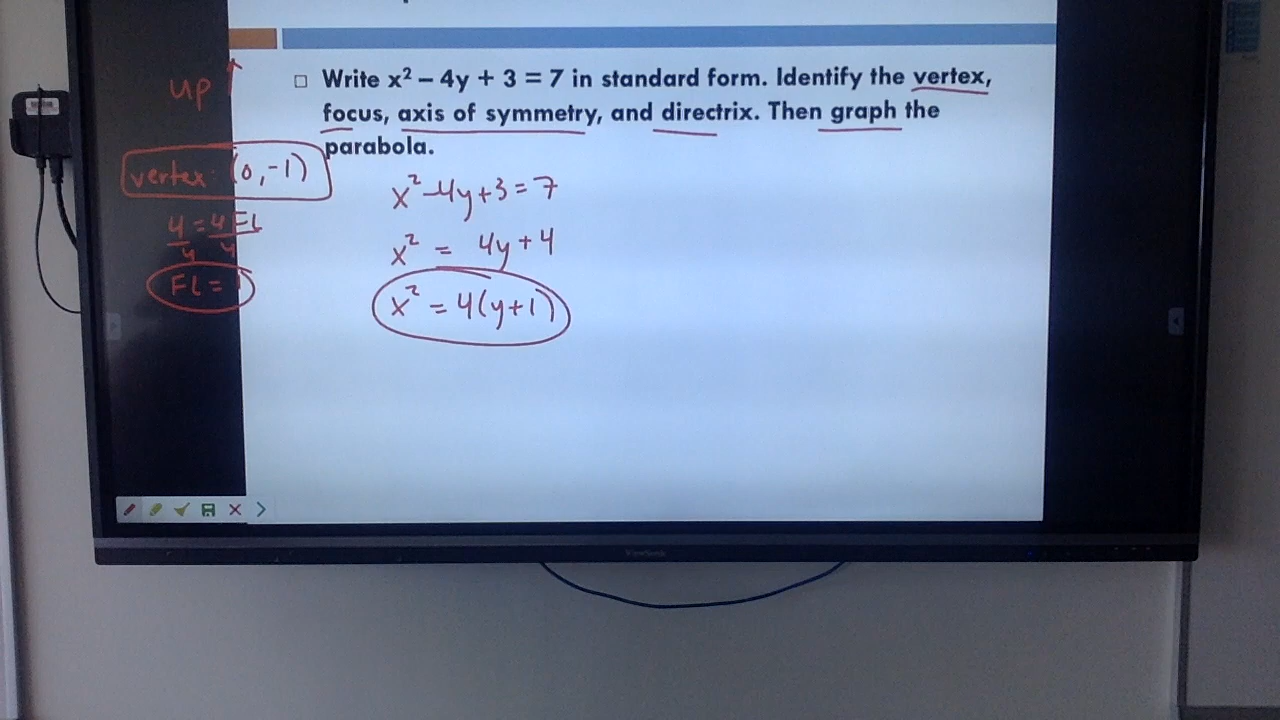 Write x² – 4y + 3 = 7 in standard form. Identify the vertex,
focus, axis of symmetry, and directrix. Then graph the
parabola.
up ↑
vertex: (0,-1)
4 = 4FL
4 4
FL = 1
x² -4y+3=7
x² = 4y+4
x² = 4(y+1)
ViewSonic